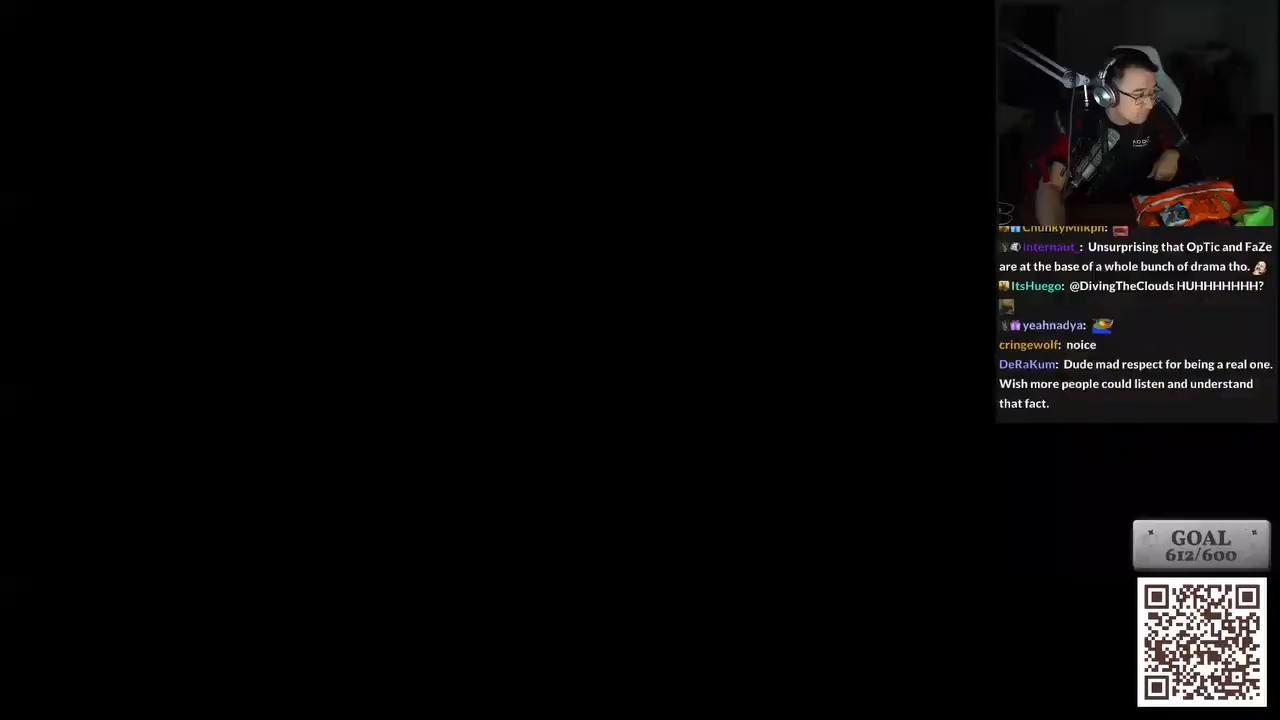 ChunkyMilkph:
internaut_: Unsurprising that OpTic and FaZe
are at the base of a whole bunch of drama tho.
ItsHuego: @DivingTheClouds HUHHHHHHH?
yeahnadya:
cringewolf: noice
DeRaKum: Dude mad respect for being a real one.
Wish more people could listen and understand
that fact.
GOAL
612/600